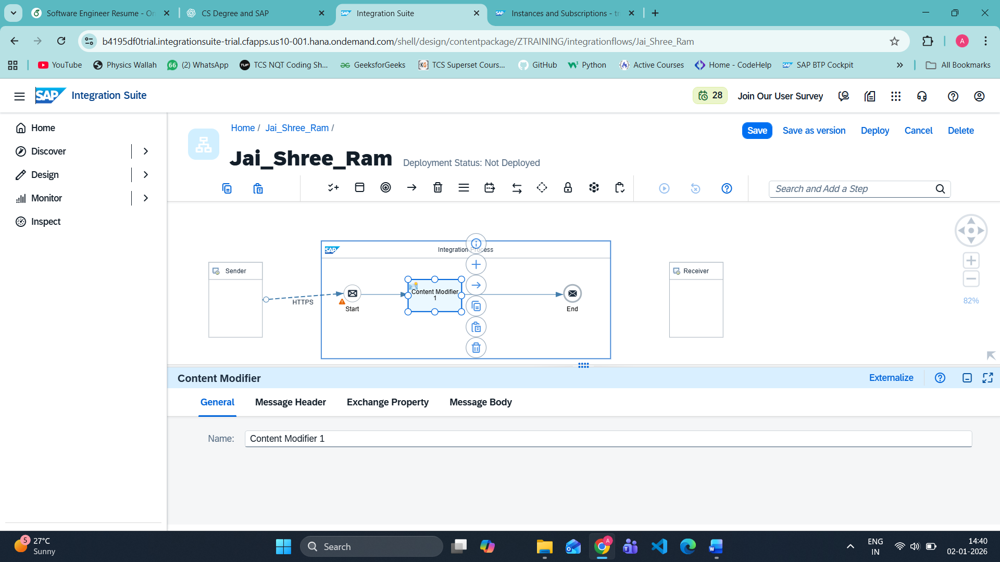 Software Engineer Resume - On
CS Degree and SAP
Integration Suite
Instances and Subscriptions - tr
b4195df0trial.integrationsuite-trial.cfapps.us10-001.hana.ondemand.com/shell/design/contentpackage/ZTRAINING/integrationflows/Jai_Shree_Ram
A
YouTube
Physics Wallah
66
(2) WhatsApp
TUF
TCS NQT Coding Sh...
GeeksforGeeks
KG
TCS Superset Cours...
GitHub
Python
Active Courses
Home - CodeHelp
SAP BTP Cockpit
All Bookmarks
SAP
Integration Suite
28
Join Our User Survey
Home
Discover
Design
Monitor
Inspect
Home /
Jai_Shree_Ram /
Save
Save as version
Deploy
Cancel
Delete
Jai_Shree_Ram
Deployment Status: Not Deployed
Search and Add a Step
SAP
Integration Process
Sender
HTTPS
Start
Content Modifier
1
End
Receiver
82%
Content Modifier
Externalize
General
Message Header
Exchange Property
Message Body
Name:
Content Modifier 1
5
27°C
Sunny
Search
A
ENG
IN
14:40
02-01-2026